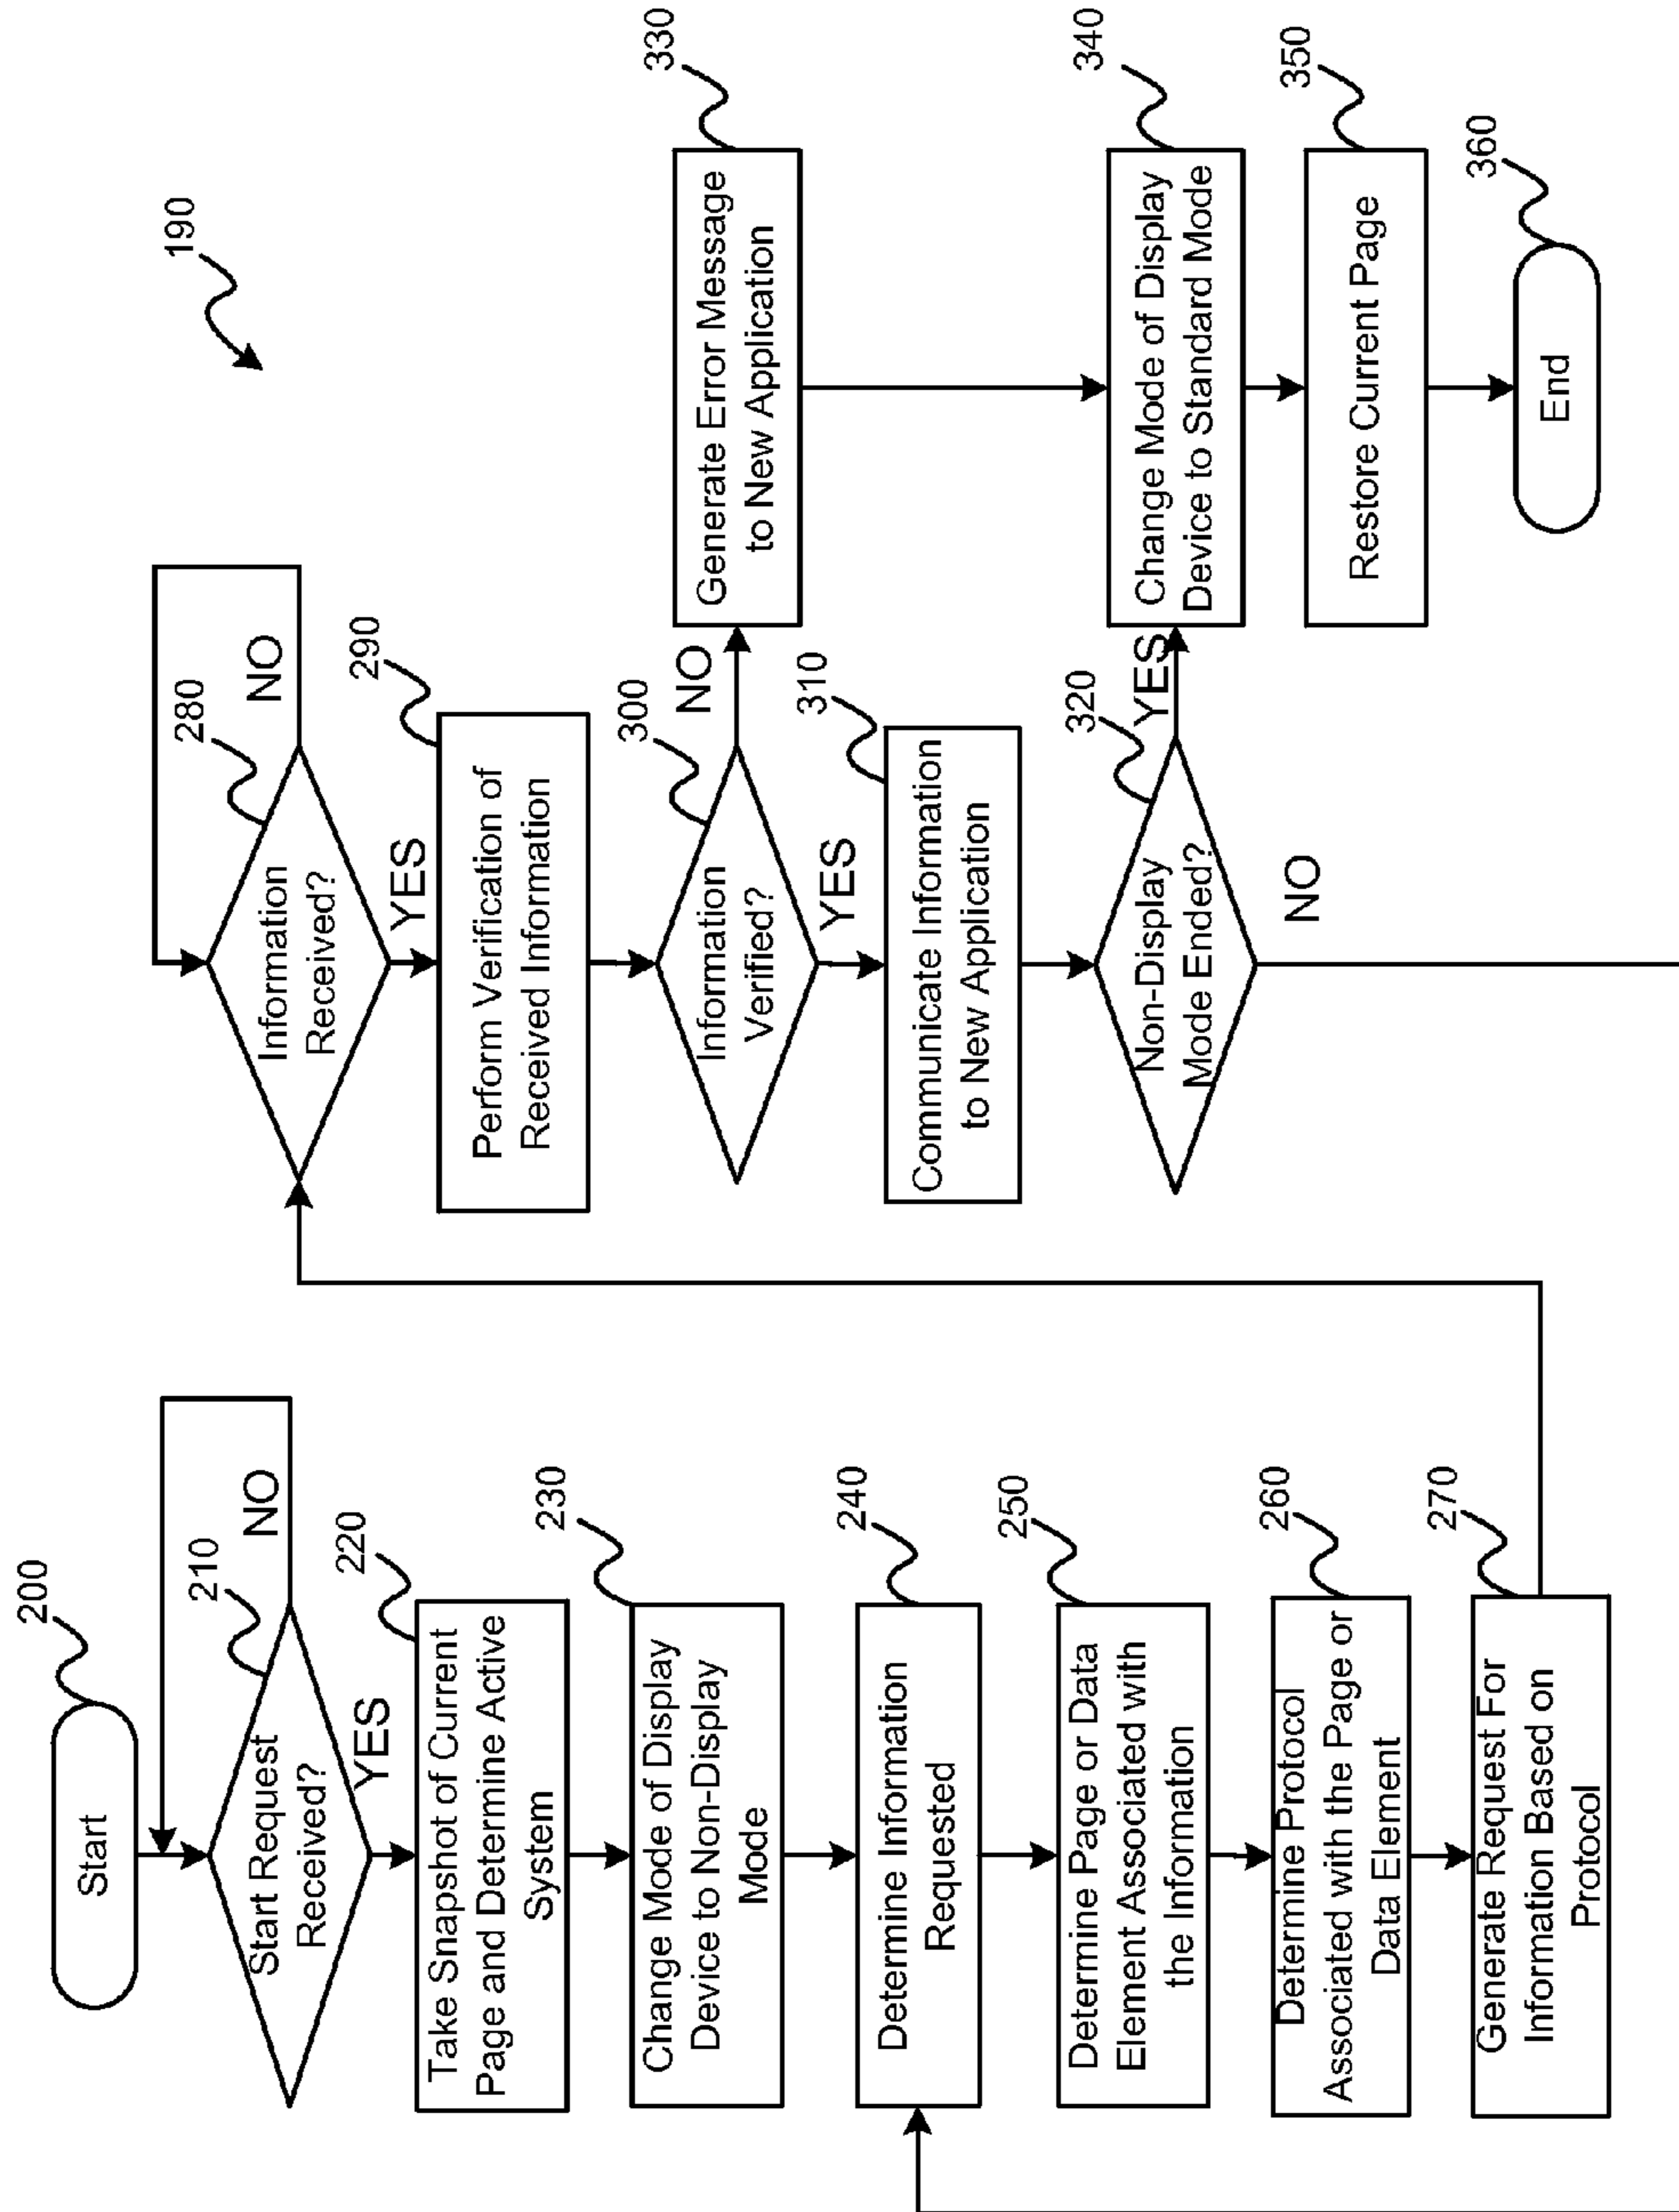 190
200
Start
210
Start Request
Received?
NO
YES
220
Take Snapshot of Current
Page and Determine Active
System
230
Change Mode of Display
Device to Non-Display
Mode
240
Determine Information
Requested
250
Determine Page or Data
Element Associated with
the Information
260
Determine Protocol
Associated with the Page or
Data Element
270
Generate Request For
Information Based on
Protocol
280
Information
Received?
NO
YES
290
Perform Verification of
Received Information
300
Information
Verified?
NO
YES
310
Communicate Information
to New Application
320
Non-Display
Mode Ended?
YES
NO
330
Generate Error Message
to New Application
340
Change Mode of Display
Device to Standard Mode
350
Restore Current Page
360
End